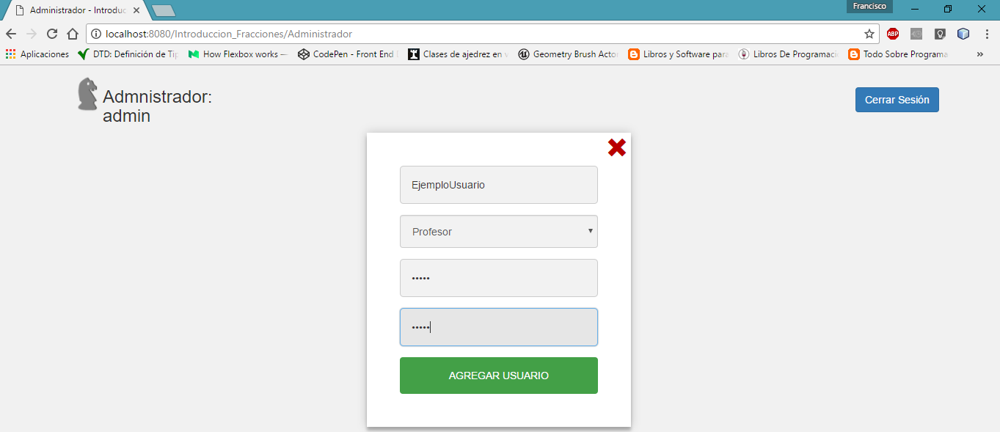 Administrador - Introduc
Francisco
localhost:8080/Introduccion_Fracciones/Administrador
ABP
Aplicaciones DTD: Definición de Tip How Flexbox works — CodePen - Front End Clases de ajedrez en v Geometry Brush Actor Libros y Software para Libros De Programaci Todo Sobre Programa »
Admnistrador:
admin
Cerrar Sesión
EjemploUsuario
Profesor
•••••
•••••
AGREGAR USUARIO